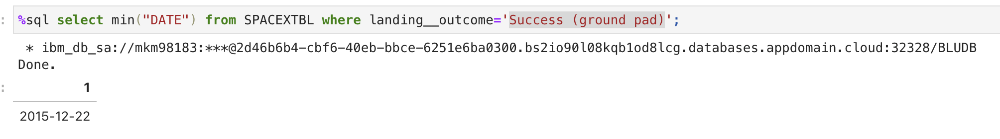 : %sql select min("DATE") from SPACEXTBL where landing__outcome='Success (ground pad)';
* ibm_db_sa://mkm98183:***@2d46b6b4-cbf6-40eb-bbce-6251e6ba0300.bs2io90l08kqb1od8lcg.databases.appdomain.cloud:32328/BLUDB
Done.
: 1
2015-12-22